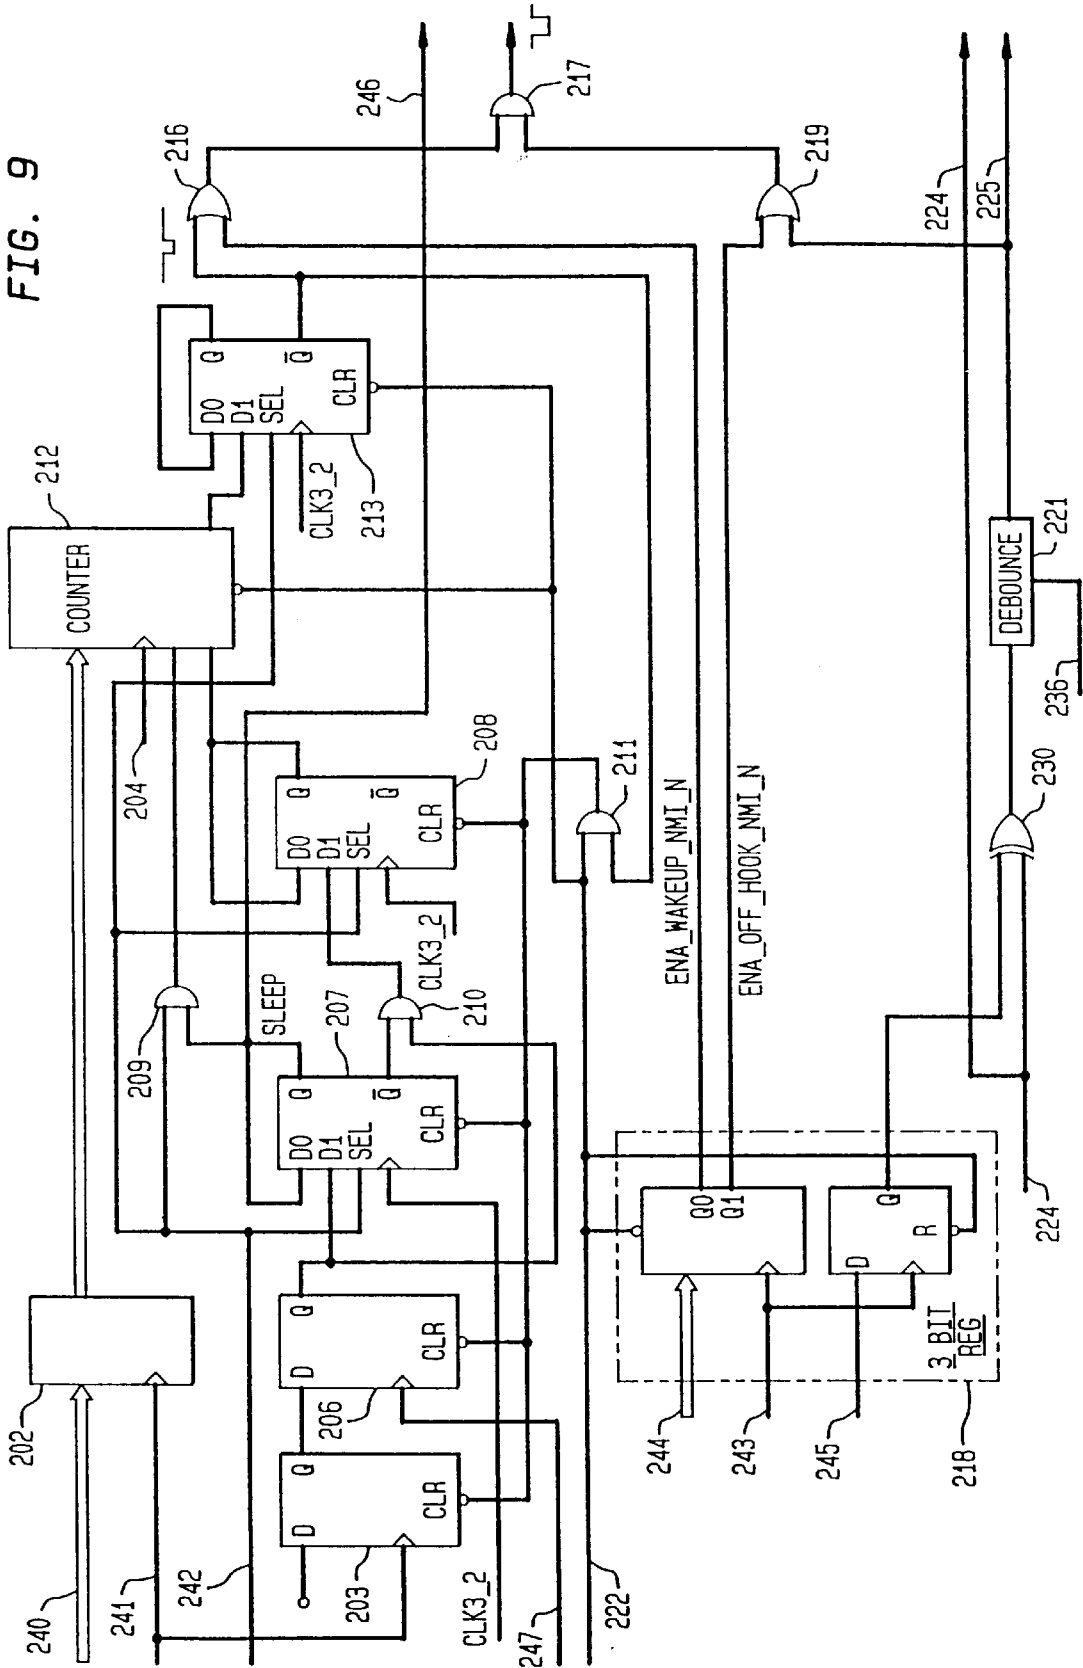 FIG. 9
240
241
242
202
203
D
Q
CLR
206
D
Q
CLR
CLK3_2
247
222
207
D0
D1
SEL
Q
Q̅
CLR
SLEEP
209
210
CLK3_2
208
D0
D1
SEL
Q
Q̅
CLR
204
COUNTER
212
211
D0
D1
SEL
Q
Q̅
CLR
CLK3_2
213
216
246
217
219
ENA_WAKEUP_NMI_N
ENA_OFF_HOOK_NMI_N
244
243
245
Q0
Q1
D
Q
R
3 BIT
REG
218
224
230
DEBOUNCE
221
236
224
225